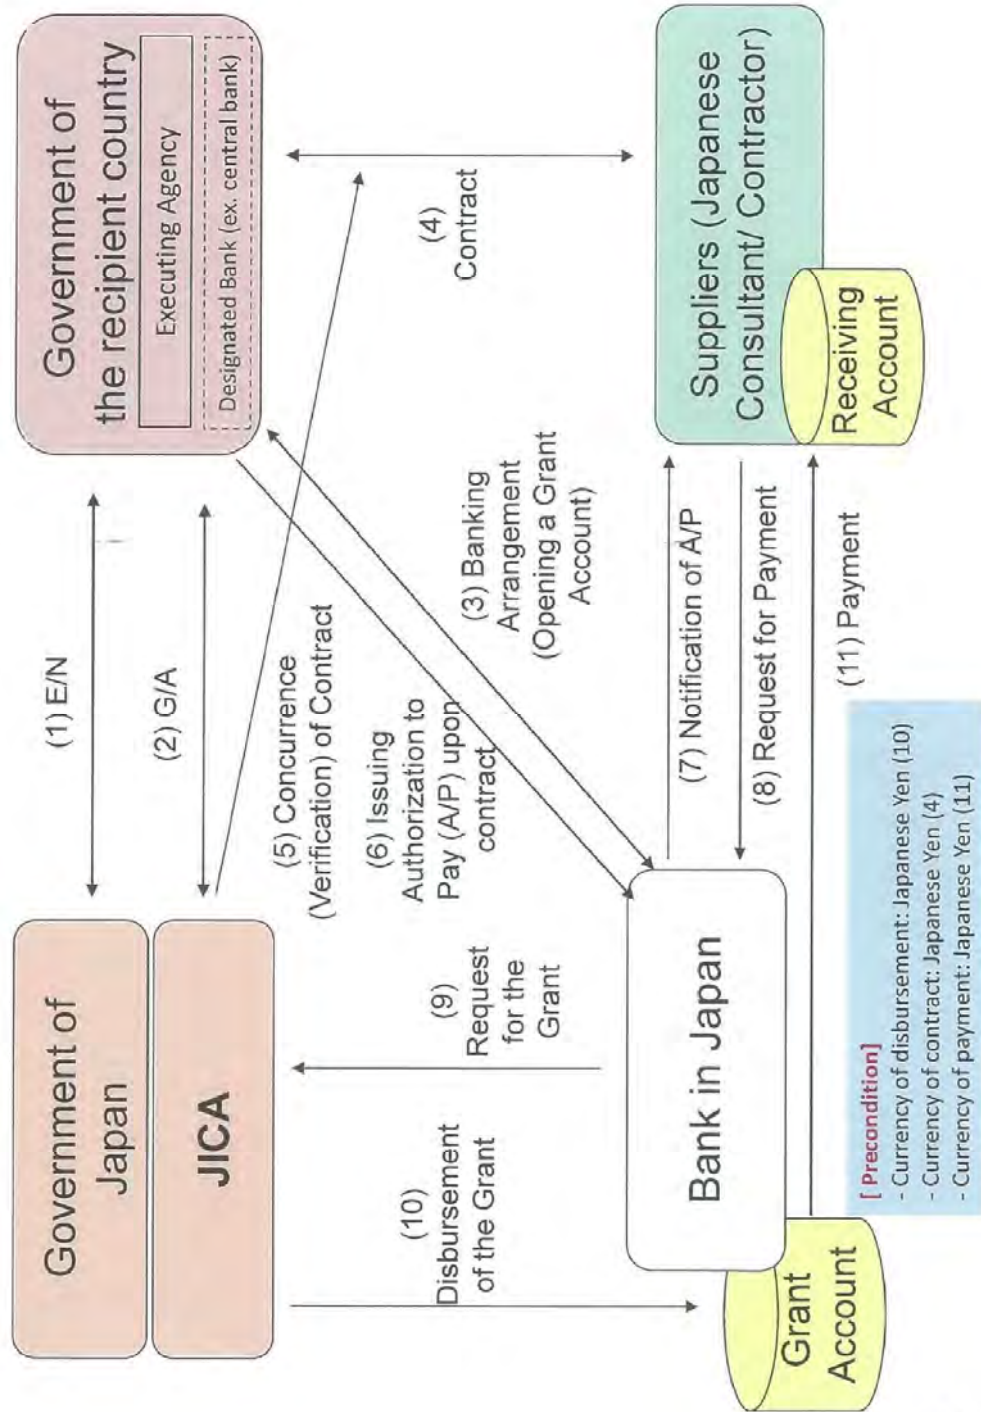 Government of
Japan
JICA
Government of
the recipient country
Executing Agency
Designated Bank (ex. central bank)
(1) E/N
(2) G/A
(5) Concurrence
(Verification) of Contract
(6) Issuing
Authorization to
Pay (A/P) upon
contract
(4)
Contract
(3) Banking
Arrangement
(Opening a Grant
Account)
(9)
Request
for the
Grant
(10)
Disbursement
of the Grant
Bank in Japan
Grant
Account
(7) Notification of A/P
(8) Request for Payment
(11) Payment
Suppliers (Japanese
Consultant/ Contractor)
Receiving
Account
[ Precondition]
- Currency of disbursement: Japanese Yen (10)
- Currency of contract: Japanese Yen (4)
- Currency of payment: Japanese Yen (11)